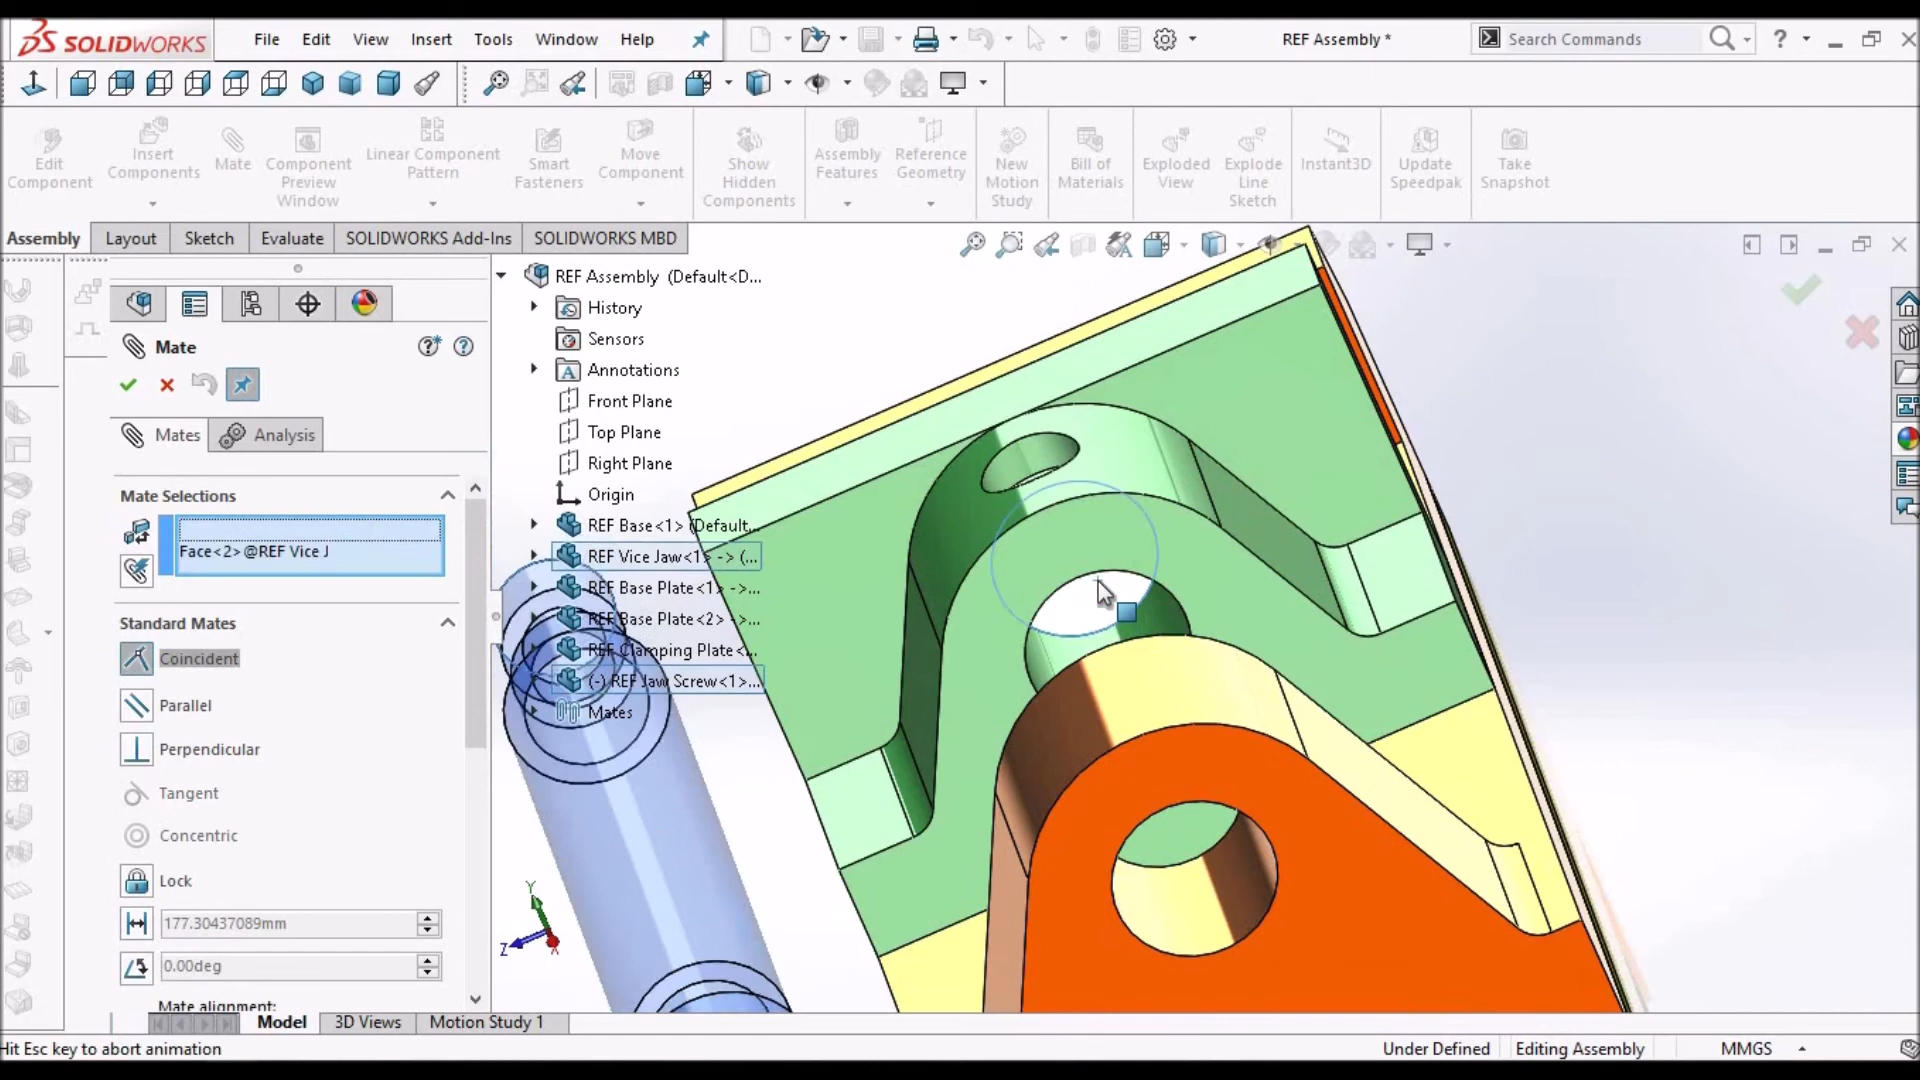 SOLIDWORKS
File Edit View Insert Tools Window Help
REF Assembly *
Search Commands
?
Edit Component
Insert Components
Mate
Component Preview Window
Linear Component Pattern
Smart Fasteners
Move Component
Show Hidden Components
Assembly Features
Reference Geometry
New Motion Study
Bill of Materials
Exploded View
Explode Line Sketch
Instant3D
Update Speedpak
Take Snapshot
Assembly Layout Sketch Evaluate SOLIDWORKS Add-Ins SOLIDWORKS MBD
Mate
Mates Analysis
Mate Selections
Face<2>@REF Vice J
Standard Mates
Coincident
Parallel
Perpendicular
Tangent
Concentric
Lock
177.30437089mm
0.00deg
Mate alignment:
REF Assembly (Default<D...
History
Sensors
Annotations
Front Plane
Top Plane
Right Plane
Origin
REF Base<1> (Default...
REF Vice Jaw<1> -> (...
REF Base Plate<1> ->...
REF Base Plate<2> ->...
REF Clamping Plate<...
(-) REF Jaw Screw<1>...
Mates
Y
Z
X
Model 3D Views Motion Study 1
Hit Esc key to abort animation
Under Defined Editing Assembly MMGS